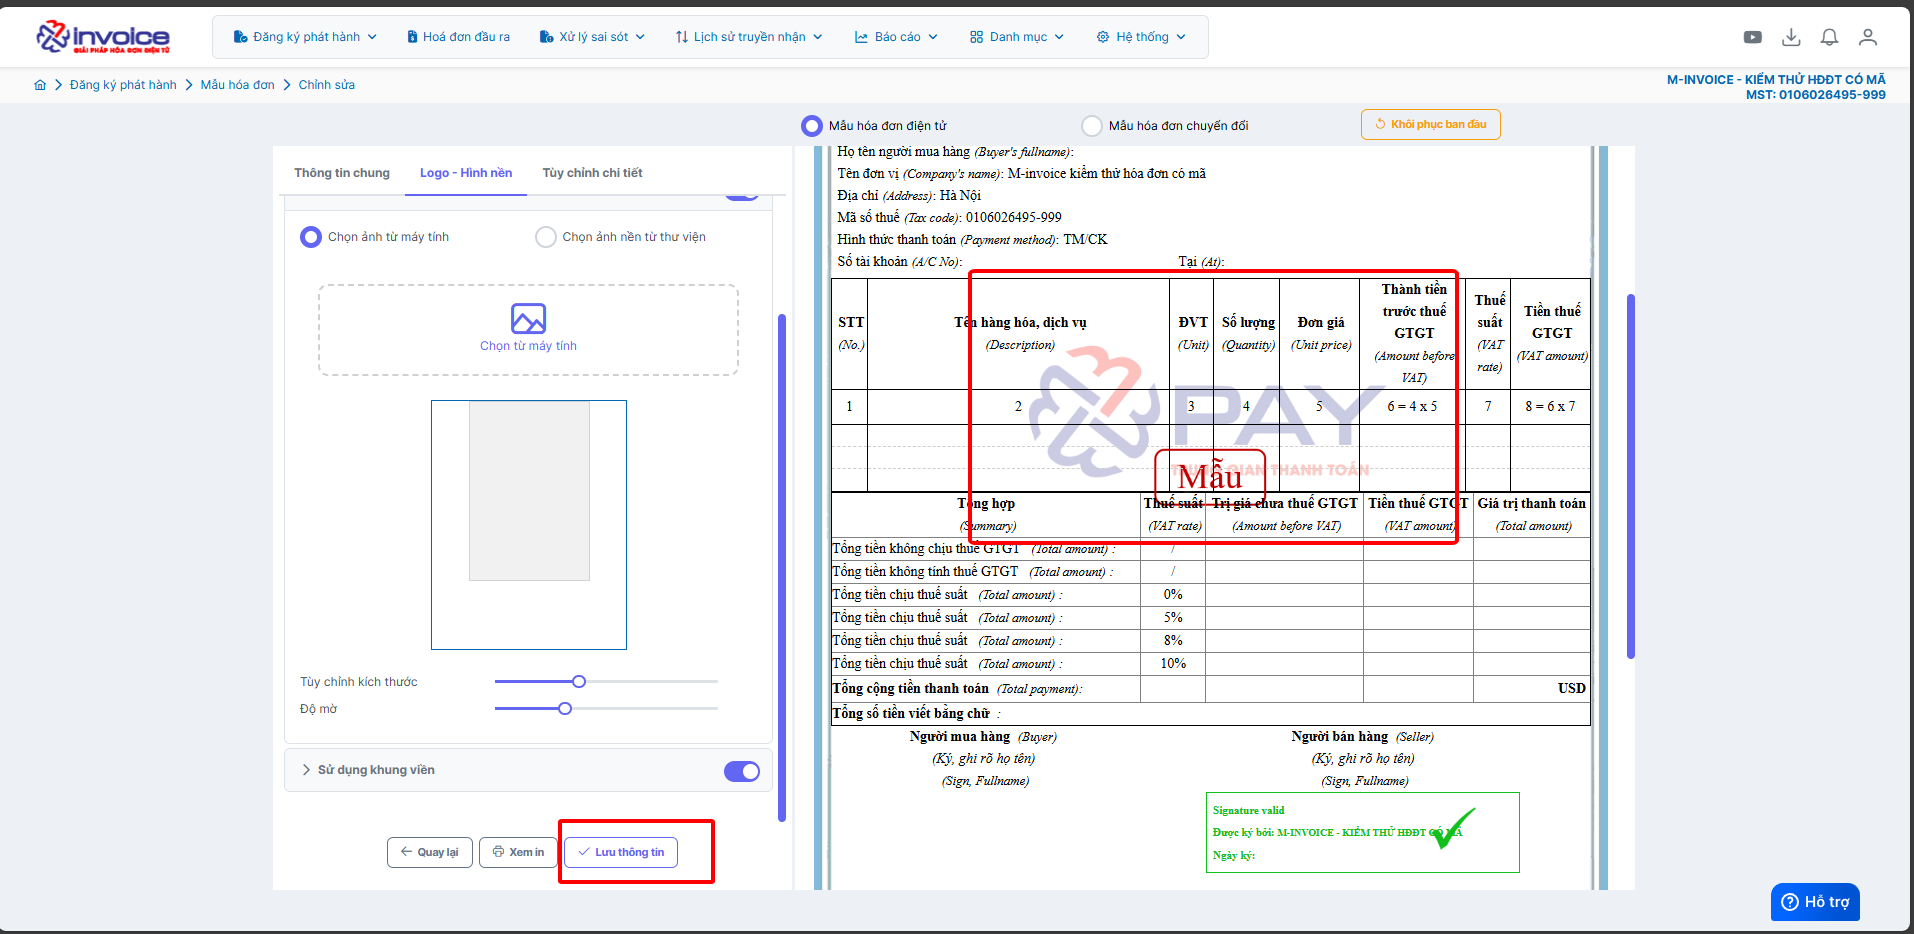 invoice
GIẢI PHÁP HÓA ĐƠN ĐIỆN TỬ
Đăng ký phát hành
Hoá đơn đầu ra
Xử lý sai sót
Lịch sử truyền nhận
Báo cáo
Danh mục
Hệ thống
Đăng ký phát hành
Mẫu hóa đơn
Chỉnh sửa
M-INVOICE - KIỂM THỬ HĐĐT CÓ MÃ
MST: 0106026495-999
Mẫu hóa đơn điện tử
Mẫu hóa đơn chuyển đổi
Khôi phục ban đầu
Thông tin chung
Logo - Hình nền
Tùy chỉnh chi tiết
Chọn ảnh từ máy tính
Chọn ảnh nền từ thư viện
Chọn từ máy tính
Tùy chỉnh kích thước
Độ mờ
Sử dụng khung viền
Quay lại
Xem in
Lưu thông tin
Họ tên người mua hàng (Buyer's fullname):
Tên đơn vị (Company's name): M-invoice kiểm thử hóa đơn có mã
Địa chỉ (Address): Hà Nội
Mã số thuế (Tax code): 0106026495-999
Hình thức thanh toán (Payment method): TM/CK
Số tài khoản (A/C No): Tại (At):
STT (No.)
Tên hàng hóa, dịch vụ (Description)
ĐVT (Unit)
Số lượng (Quantity)
Đơn giá (Unit price)
Thành tiền trước thuế GTGT (Amount before VAT)
Thuế suất (VAT rate)
Tiền thuế GTGT (VAT amount)
1 2 3 4 5 6 = 4 x 5 7 8 = 6 x 7
PAY
TRUNG GIAN THANH TOÁN
Mẫu
Tổng hợp (Summary)
Thuế suất (VAT rate)
Trị giá chưa thuế GTGT (Amount before VAT)
Tiền thuế GTGT (VAT amount)
Giá trị thanh toán (Total amount)
Tổng tiền không chịu thuế GTGT (Total amount) : /
Tổng tiền không tính thuế GTGT (Total amount) : /
Tổng tiền chịu thuế suất (Total amount) : 0%
Tổng tiền chịu thuế suất (Total amount) : 5%
Tổng tiền chịu thuế suất (Total amount) : 8%
Tổng tiền chịu thuế suất (Total amount) : 10%
Tổng cộng tiền thanh toán (Total payment): USD
Tổng số tiền viết bằng chữ :
Người mua hàng (Buyer)
(Ký, ghi rõ họ tên)
(Sign, Fullname)
Người bán hàng (Seller)
(Ký, ghi rõ họ tên)
(Sign, Fullname)
Signature valid
Được ký bởi: M-INVOICE - KIỂM THỬ HĐĐT CÓ MÃ
Ngày ký:
Hỗ trợ